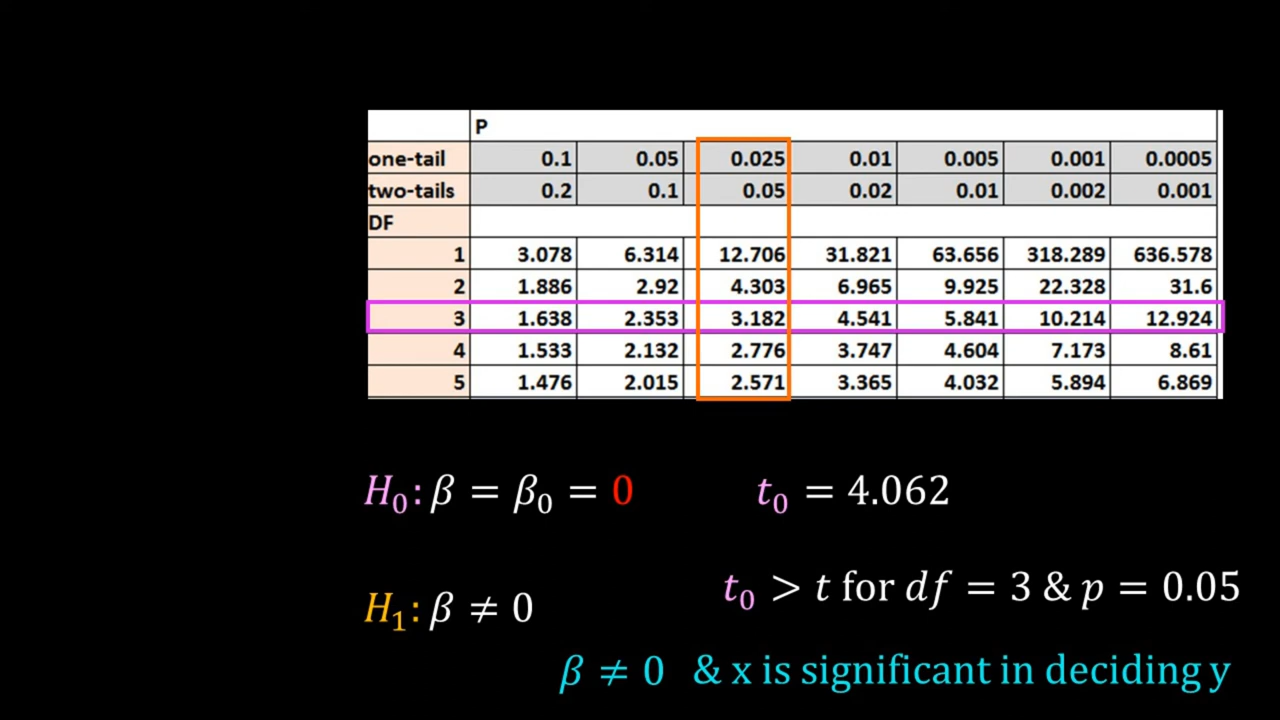 P
one-tail 0.1 0.05 0.025 0.01 0.005 0.001 0.0005
two-tails 0.2 0.1 0.05 0.02 0.01 0.002 0.001
DF
1 3.078 6.314 12.706 31.821 63.656 318.289 636.578
2 1.886 2.92 4.303 6.965 9.925 22.328 31.6
3 1.638 2.353 3.182 4.541 5.841 10.214 12.924
4 1.533 2.132 2.776 3.747 4.604 7.173 8.61
5 1.476 2.015 2.571 3.365 4.032 5.894 6.869
H₀: β = β₀ = 0
t₀ = 4.062
t₀ > t for df = 3 & p = 0.05
H₁: β ≠ 0
β ≠ 0 & x is significant in deciding y